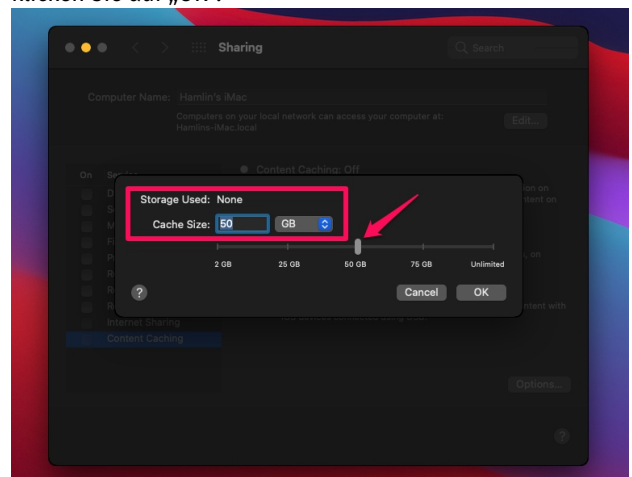 Sharing
Search
Computer Name: Hamlin's iMac
Computers on your local network can access your computer at:
Hamlins-iMac.local
Edit...
On
Content Caching: Off
Storage Used: None
Cache Size: 50 GB
2 GB 25 GB 50 GB 75 GB Unlimited
? Cancel OK
Internet Sharing
Content Caching
Options...
?